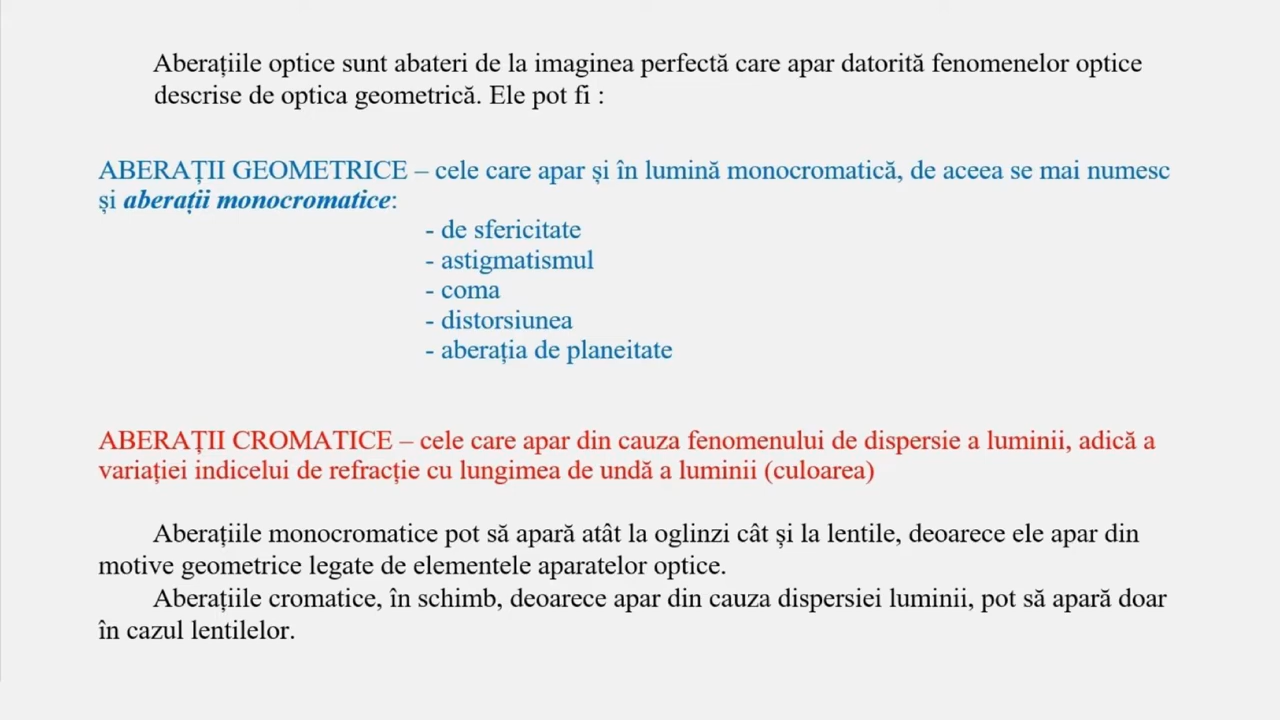 Aberațiile optice sunt abateri de la imaginea perfectă care apar datorită fenomenelor optice
descrise de optica geometrică. Ele pot fi :
ABERAȚII GEOMETRICE – cele care apar și în lumină monocromatică, de aceea se mai numesc
și aberații monocromatice:
- de sfericitate
- astigmatismul
- coma
- distorsiunea
- aberația de planeitate
ABERAȚII CROMATICE – cele care apar din cauza fenomenului de dispersie a luminii, adică a
variației indicelui de refracție cu lungimea de undă a luminii (culoarea)
Aberațiile monocromatice pot să apară atât la oglinzi cât și la lentile, deoarece ele apar din
motive geometrice legate de elementele aparatelor optice.
Aberațiile cromatice, în schimb, deoarece apar din cauza dispersiei luminii, pot să apară doar
în cazul lentilelor.